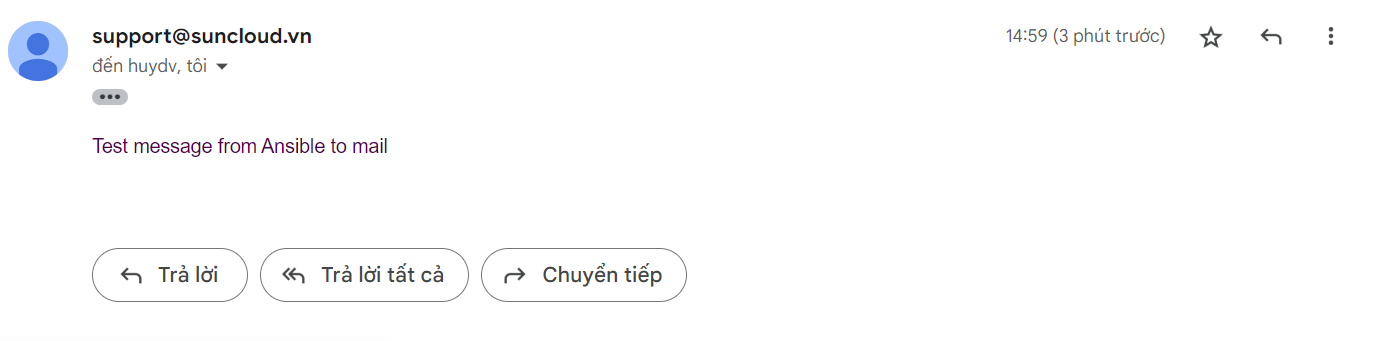 support@suncloud.vn 14:59 (3 phút trước)
đến huydv, tôi
Test message from Ansible to mail
Trả lời Trả lời tất cả Chuyển tiếp